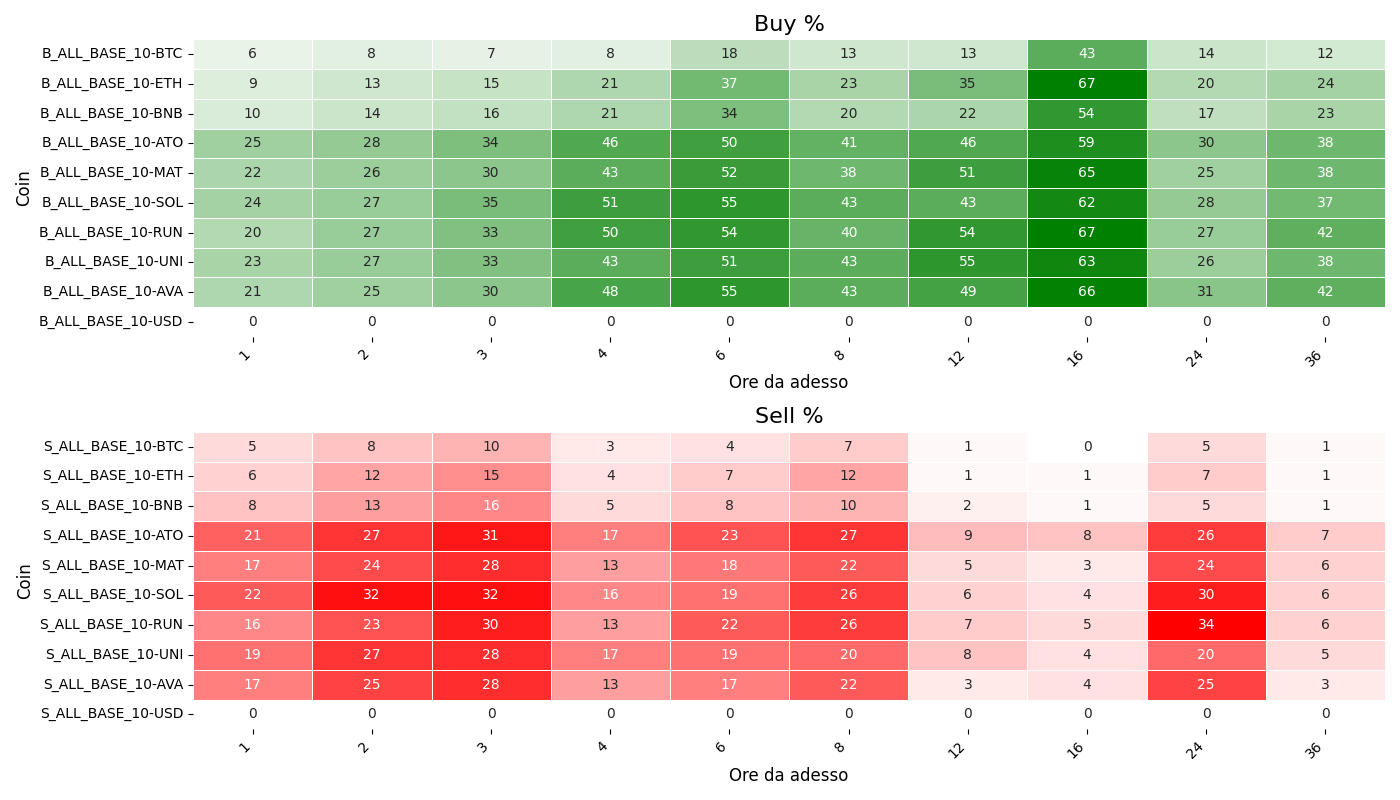 Buy %
Coin
B_ALL_BASE_10-BTC 6 8 7 8 18 13 13 43 14 12
B_ALL_BASE_10-ETH 9 13 15 21 37 23 35 67 20 24
B_ALL_BASE_10-BNB 10 14 16 21 34 20 22 54 17 23
B_ALL_BASE_10-ATO 25 28 34 46 50 41 46 59 30 38
B_ALL_BASE_10-MAT 22 26 30 43 52 38 51 65 25 38
B_ALL_BASE_10-SOL 24 27 35 51 55 43 43 62 28 37
B_ALL_BASE_10-RUN 20 27 33 50 54 40 54 67 27 42
B_ALL_BASE_10-UNI 23 27 33 43 51 43 55 63 26 38
B_ALL_BASE_10-AVA 21 25 30 48 55 43 49 66 31 42
B_ALL_BASE_10-USD 0 0 0 0 0 0 0 0 0 0
1 2 3 4 6 8 12 16 24 36
Ore da adesso
Sell %
Coin
S_ALL_BASE_10-BTC 5 8 10 3 4 7 1 0 5 1
S_ALL_BASE_10-ETH 6 12 15 4 7 12 1 1 7 1
S_ALL_BASE_10-BNB 8 13 16 5 8 10 2 1 5 1
S_ALL_BASE_10-ATO 21 27 31 17 23 27 9 8 26 7
S_ALL_BASE_10-MAT 17 24 28 13 18 22 5 3 24 6
S_ALL_BASE_10-SOL 22 32 32 16 19 26 6 4 30 6
S_ALL_BASE_10-RUN 16 23 30 13 22 26 7 5 34 6
S_ALL_BASE_10-UNI 19 27 28 17 19 20 8 4 20 5
S_ALL_BASE_10-AVA 17 25 28 13 17 22 3 4 25 3
S_ALL_BASE_10-USD 0 0 0 0 0 0 0 0 0 0
1 2 3 4 6 8 12 16 24 36
Ore da adesso